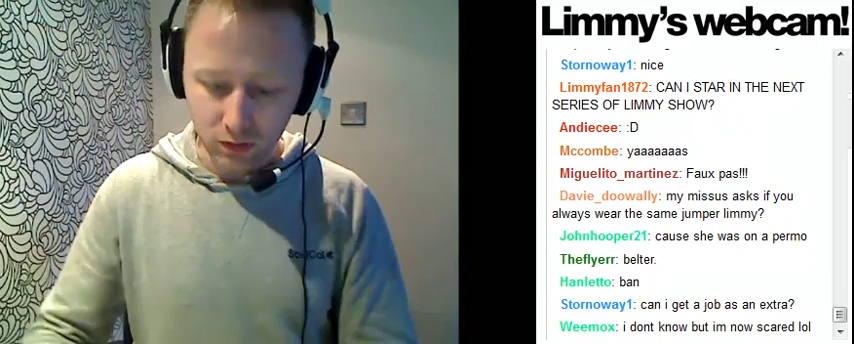 Limmy's webcam!
Stornoway1: nice
Limmyfan1872: CAN I STAR IN THE NEXT
SERIES OF LIMMY SHOW?
Andiecee: :D
Mccombe: yaaaaaaas
Miguelito_martinez: Faux pas!!!
Davie_doowally: my missus asks if you
always wear the same jumper limmy?
Johnhooper21: cause she was on a permo
Theflyerr: belter.
Hanletto: ban
Stornoway1: can i get a job as an extra?
Weemox: i dont know but im now scared lol